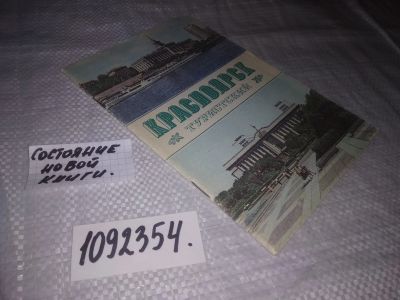 КРАСНОЯРСК
ТУРИСТСКИЙ
СОСТОЯНИЕ
НОВОЙ
КНИГИ.
1092354.